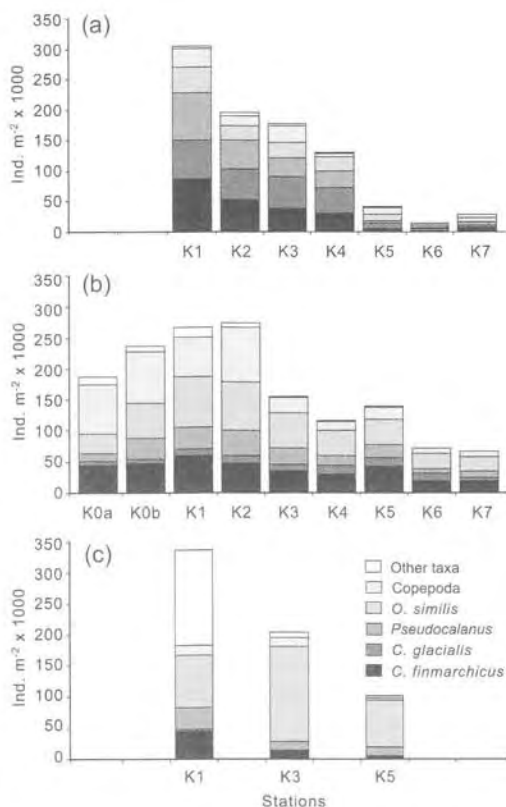 (a)
Ind. m-2 x 1000
350
300
250
200
150
100
50
0
K1 K2 K3 K4 K5 K6 K7
(b)
Ind. m-2 x 1000
350
300
250
200
150
100
50
0
K0a K0b K1 K2 K3 K4 K5 K6 K7
(c)
Ind. m-2 x 1000
350
300
250
200
150
100
50
0
Other taxa
Copepoda
O. similis
Pseudocalanus
C. glacialis
C. finmarchicus
K1 K3 K5
Stations